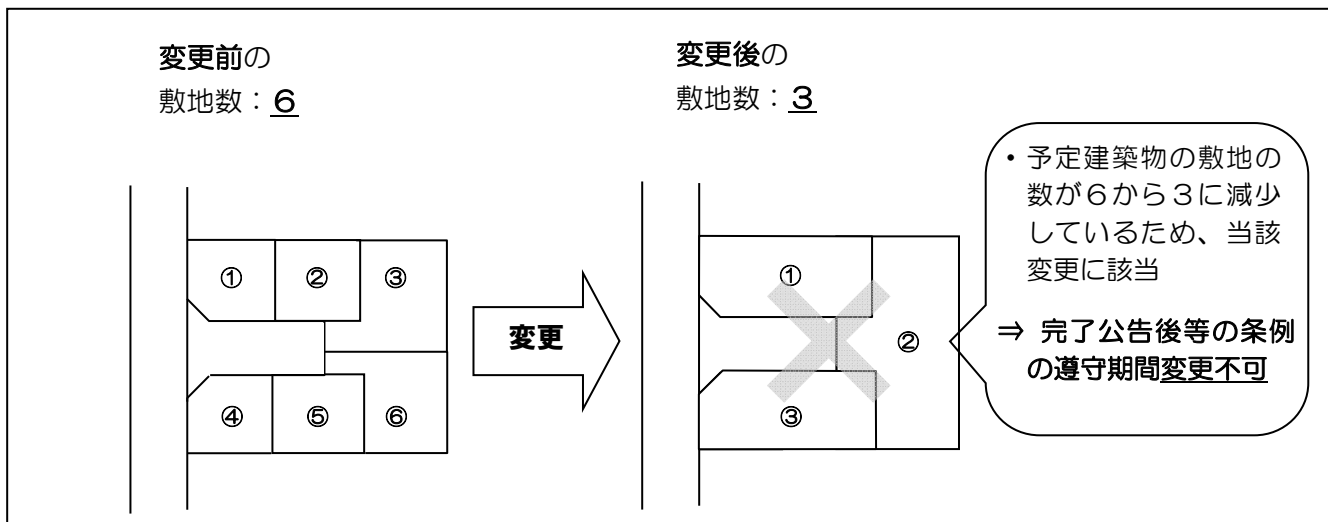 変更前の
敷地数：６
①
②
③
④
⑤
⑥
変更
変更後の
敷地数：３
①
②
③
・予定建築物の敷地の
数が６から３に減少
しているため、当該
変更に該当
⇒ 完了公告後等の条例
の遵守期間変更不可